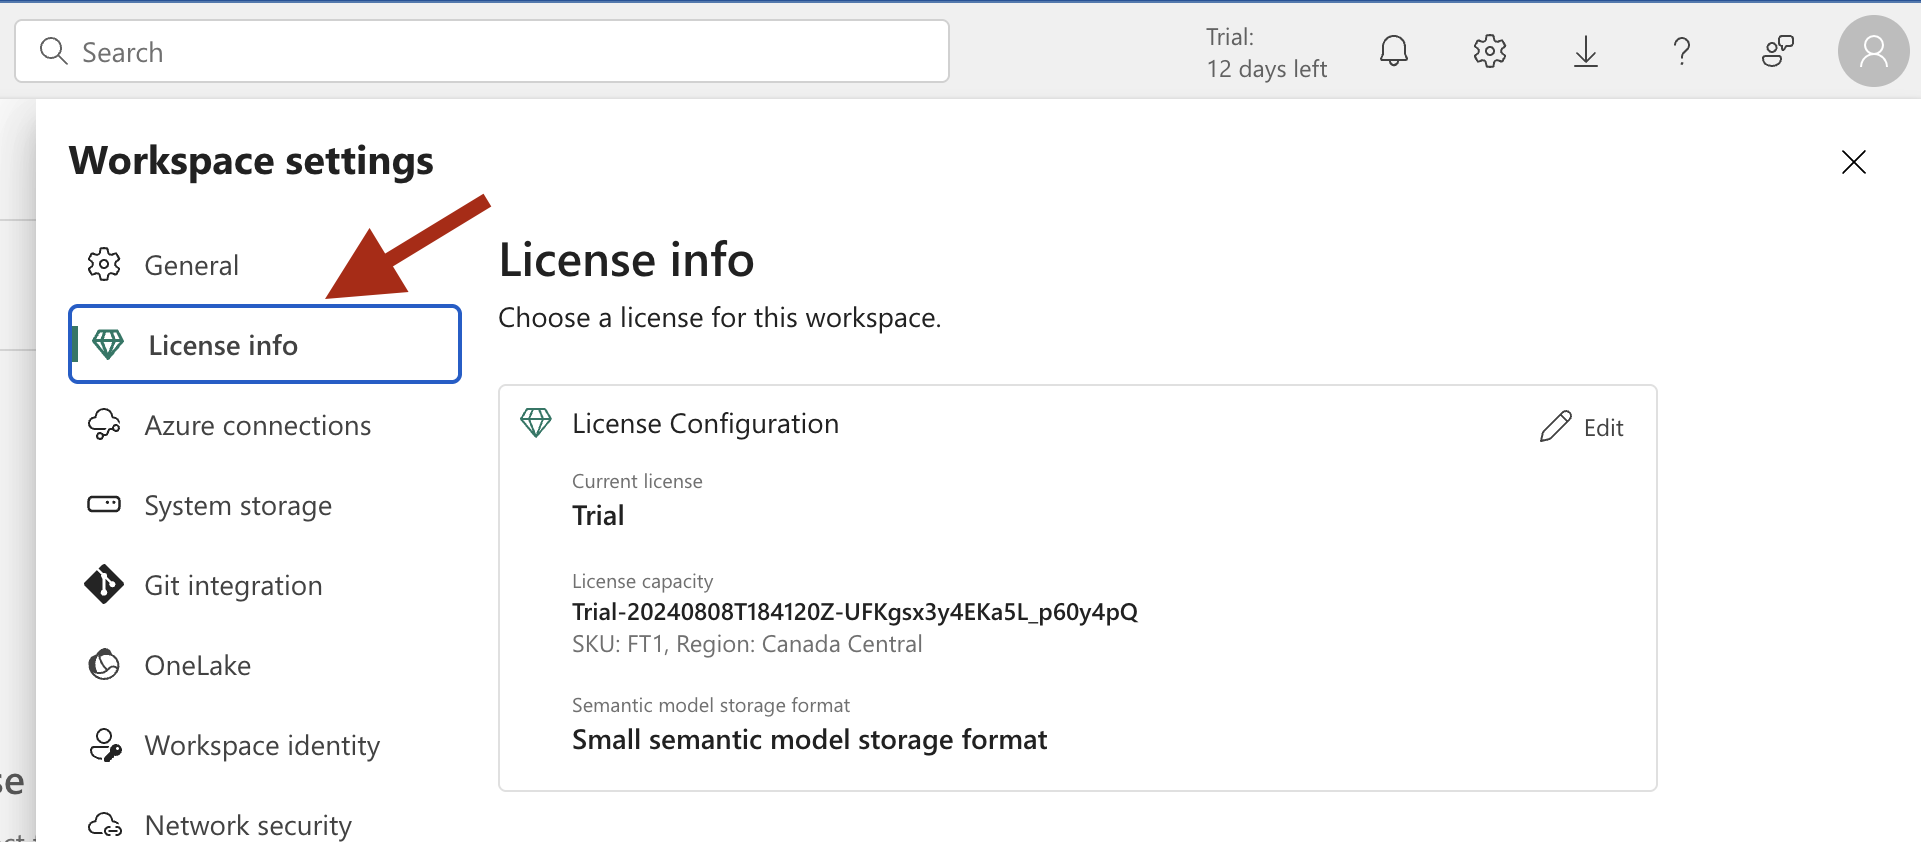 Search
Trial:
12 days left
Workspace settings
General
License info
Azure connections
System storage
Git integration
OneLake
Workspace identity
Network security
License info
Choose a license for this workspace.
License Configuration
Edit
Current license
Trial
License capacity
Trial-20240808T184120Z-UFKgsx3y4EKa5L_p60y4pQ
SKU: FT1, Region: Canada Central
Semantic model storage format
Small semantic model storage format